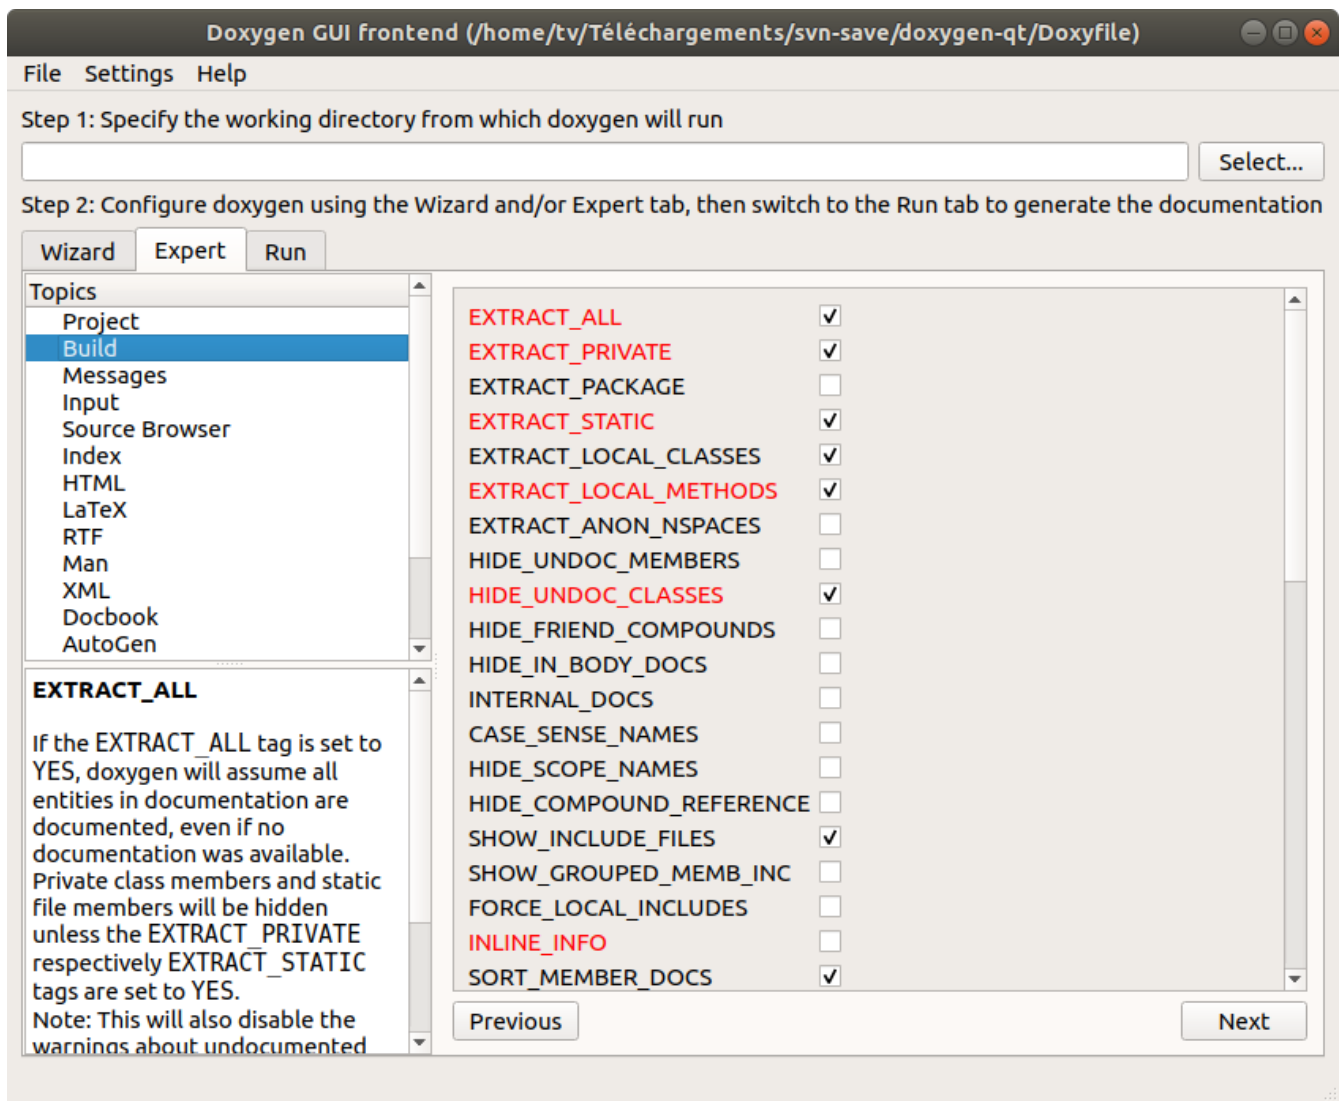 Doxygen GUI frontend (/home/tv/Téléchargements/svn-save/doxygen-qt/Doxyfile)
File Settings Help
Step 1: Specify the working directory from which doxygen will run
Select...
Step 2: Configure doxygen using the Wizard and/or Expert tab, then switch to the Run tab to generate the documentation
Wizard Expert Run
Topics
Project
Build
Messages
Input
Source Browser
Index
HTML
LaTeX
RTF
Man
XML
Docbook
AutoGen
EXTRACT_ALL
If the EXTRACT_ALL tag is set to
YES, doxygen will assume all
entities in documentation are
documented, even if no
documentation was available.
Private class members and static
file members will be hidden
unless the EXTRACT_PRIVATE
respectively EXTRACT_STATIC
tags are set to YES.
Note: This will also disable the
warnings about undocumented
EXTRACT_ALL
EXTRACT_PRIVATE
EXTRACT_PACKAGE
EXTRACT_STATIC
EXTRACT_LOCAL_CLASSES
EXTRACT_LOCAL_METHODS
EXTRACT_ANON_NSPACES
HIDE_UNDOC_MEMBERS
HIDE_UNDOC_CLASSES
HIDE_FRIEND_COMPOUNDS
HIDE_IN_BODY_DOCS
INTERNAL_DOCS
CASE_SENSE_NAMES
HIDE_SCOPE_NAMES
HIDE_COMPOUND_REFERENCE
SHOW_INCLUDE_FILES
SHOW_GROUPED_MEMB_INC
FORCE_LOCAL_INCLUDES
INLINE_INFO
SORT_MEMBER_DOCS
Previous Next